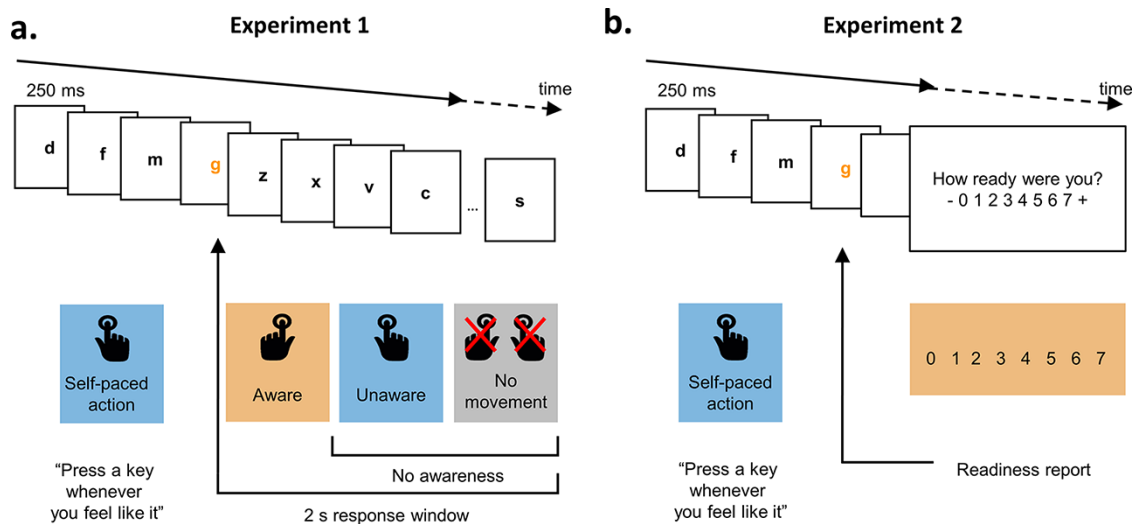 a.
Experiment 1
250 ms
time
d
f
m
g
z
x
v
c
...
s
Self-paced
action
Aware
Unaware
No
movement
No awareness
"Press a key
whenever
you feel like it"
2 s response window
b.
Experiment 2
250 ms
time
d
f
m
g
How ready were you?
- 0 1 2 3 4 5 6 7 +
Self-paced
action
0 1 2 3 4 5 6 7
"Press a key
whenever
you feel like it"
Readiness report